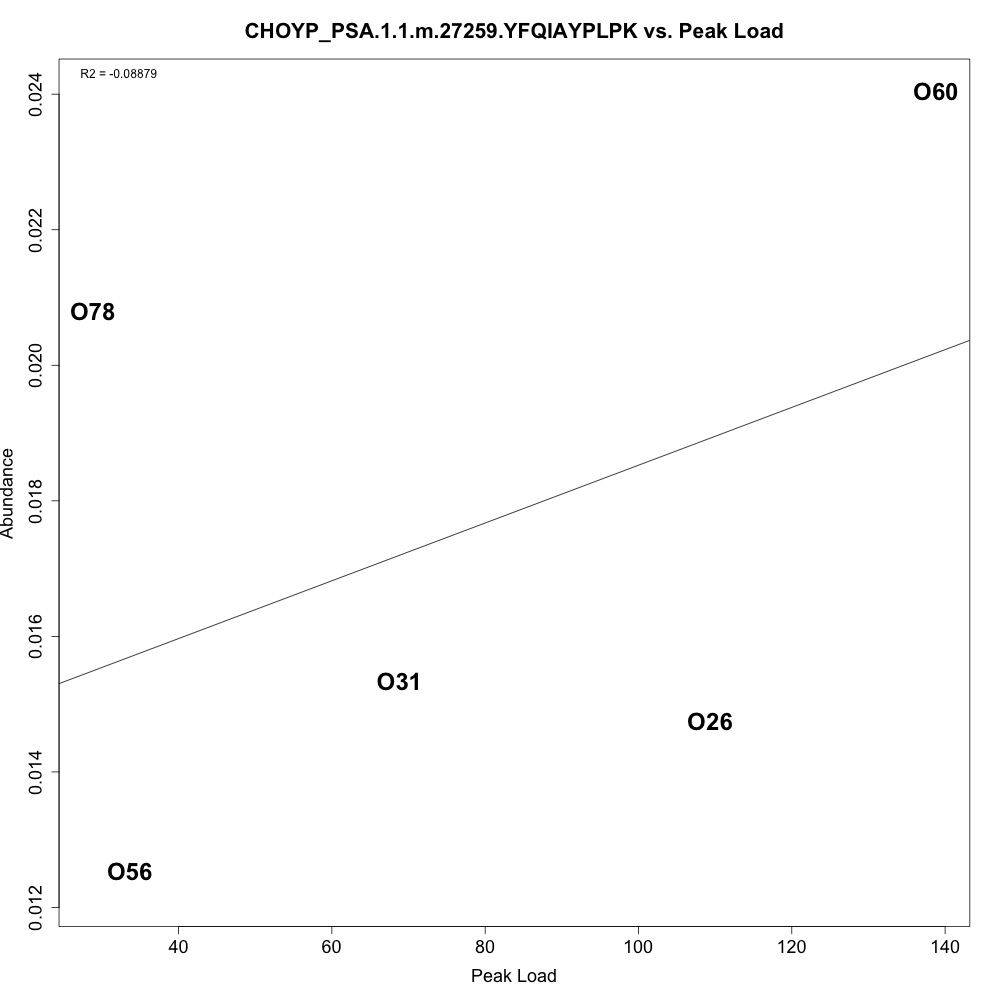 CHOYP_PSA.1.1.m.27259.YFQIAYPLPK vs. Peak Load
R2 = -0.08879
0.024
O60
0.022
O78
0.020
Abundance
0.018
0.016
O31
O26
0.014
O56
0.012
40 60 80 100 120 140
Peak Load